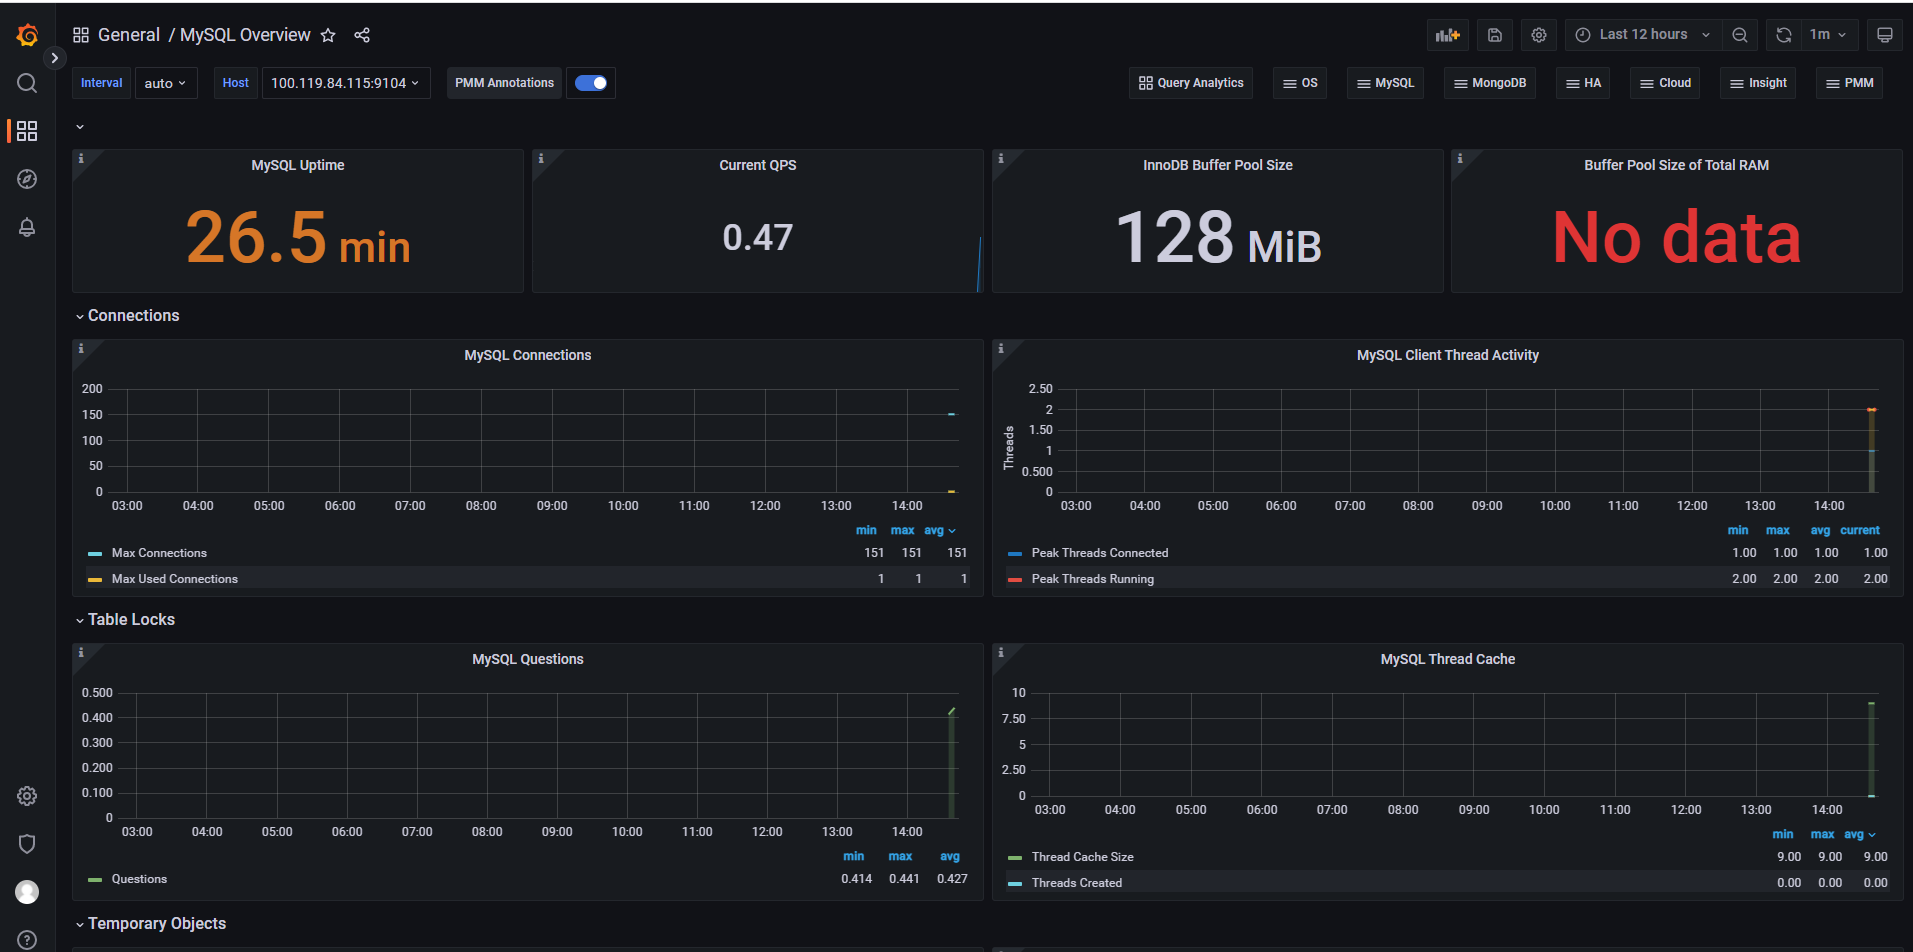 General / MySQL Overview
Last 12 hours
1m
Interval
auto
Host
100.119.84.115:9104
PMM Annotations
Query Analytics
OS
MySQL
MongoDB
HA
Cloud
Insight
PMM
MySQL Uptime
26.5 min
Current QPS
0.47
InnoDB Buffer Pool Size
128 MiB
Buffer Pool Size of Total RAM
No data
Connections
MySQL Connections
200
150
100
50
0
03:00 04:00 05:00 06:00 07:00 08:00 09:00 10:00 11:00 12:00 13:00 14:00
min max avg
Max Connections 151 151 151
Max Used Connections 1 1 1
MySQL Client Thread Activity
Threads
2.50
2
1.50
1
0.500
0
03:00 04:00 05:00 06:00 07:00 08:00 09:00 10:00 11:00 12:00 13:00 14:00
min max avg current
Peak Threads Connected 1.00 1.00 1.00 1.00
Peak Threads Running 2.00 2.00 2.00 2.00
Table Locks
MySQL Questions
0.500
0.400
0.300
0.200
0.100
0
03:00 04:00 05:00 06:00 07:00 08:00 09:00 10:00 11:00 12:00 13:00 14:00
min max avg
Questions 0.414 0.441 0.427
MySQL Thread Cache
10
7.50
5
2.50
0
03:00 04:00 05:00 06:00 07:00 08:00 09:00 10:00 11:00 12:00 13:00 14:00
min max avg
Thread Cache Size 9.00 9.00 9.00
Threads Created 0.00 0.00 0.00
Temporary Objects